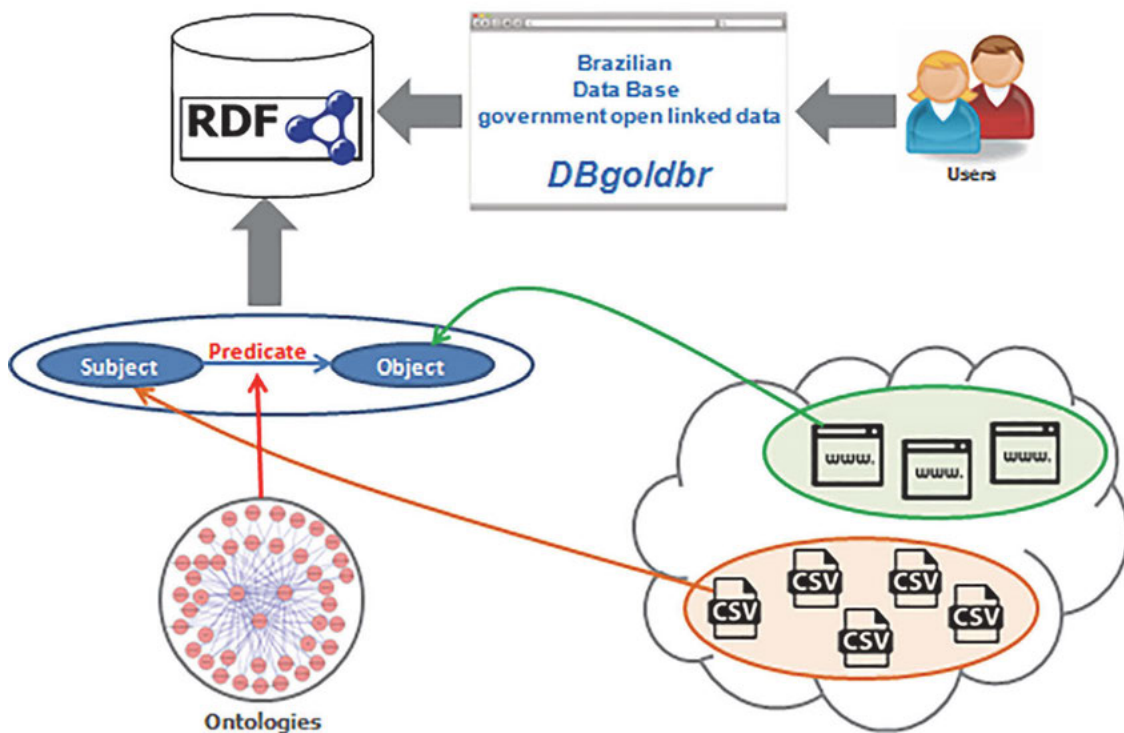 RDF
Brazilian
Data Base
government open linked data
DBgoldbr
Users
Predicate
Subject
Object
www.
www.
www.
CSV
CSV
CSV
CSV
CSV
Ontologies